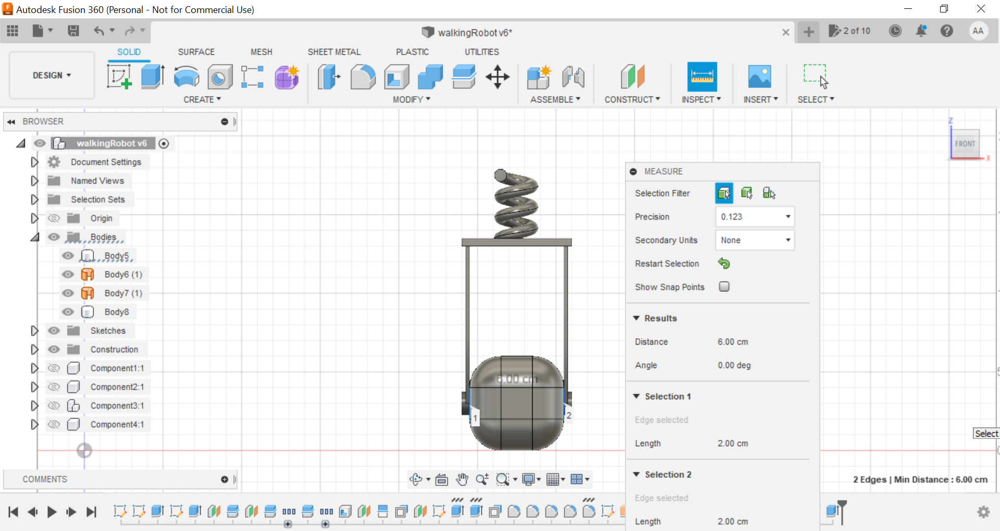 Autodesk Fusion 360 (Personal - Not for Commercial Use)
walkingRobot v6*
2 of 10
AA
DESIGN
SOLID
SURFACE
MESH
SHEET METAL
PLASTIC
UTILITIES
CREATE
MODIFY
ASSEMBLE
CONSTRUCT
INSPECT
INSERT
SELECT
BROWSER
walkingRobot v6
Document Settings
Named Views
Selection Sets
Origin
Bodies
Body5
Body6 (1)
Body7 (1)
Body8
Sketches
Construction
Component1:1
Component2:1
Component3:1
Component4:1
COMMENTS
6.00 cm
1
2
Z
FRONT
X
MEASURE
Selection Filter
Precision
0.123
Secondary Units
None
Restart Selection
Show Snap Points
Results
Distance
6.00 cm
Angle
0.00 deg
Selection 1
Edge selected
Length
2.00 cm
Selection 2
Edge selected
Length
2.00 cm
Select
2 Edges | Min Distance : 6.00 cm